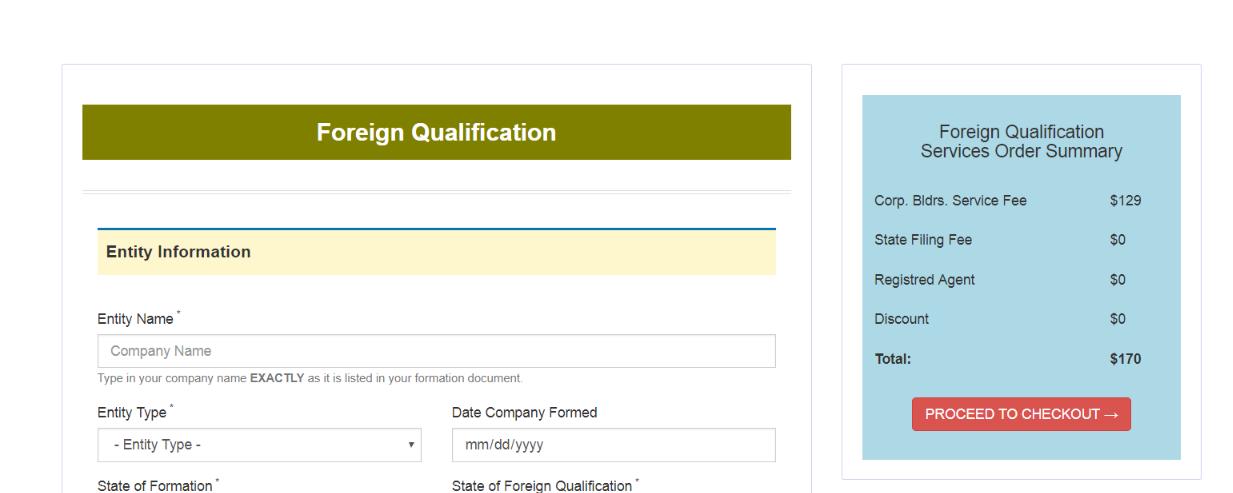 Foreign Qualification
Entity Information
Entity Name *
Company Name
Type in your company name EXACTLY as it is listed in your formation document.
Entity Type * Date Company Formed
- Entity Type - mm/dd/yyyy
State of Formation * State of Foreign Qualification *
Foreign Qualification
Services Order Summary
Corp. Bldrs. Service Fee $129
State Filing Fee $0
Registred Agent $0
Discount $0
Total: $170
PROCEED TO CHECKOUT →